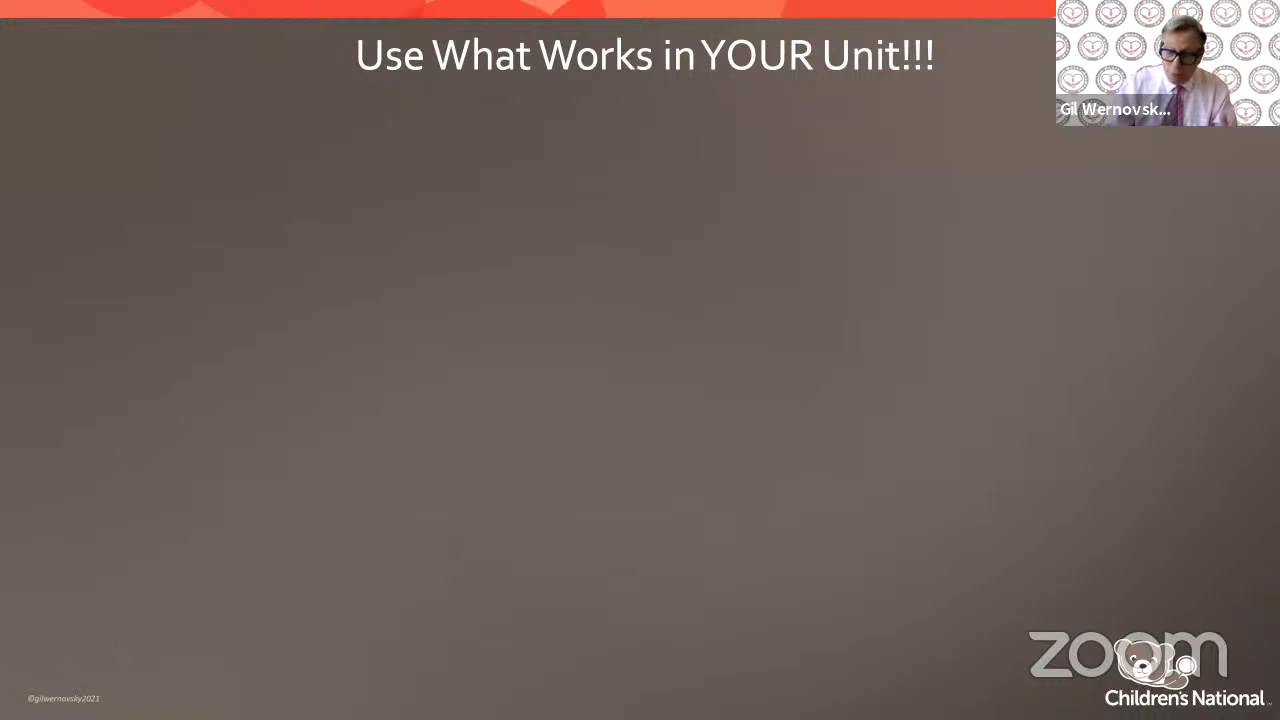 Use What Works in YOUR Unit!!!
Gil Wernovsk...
zoom
Children's National
©gilwernovsky2021